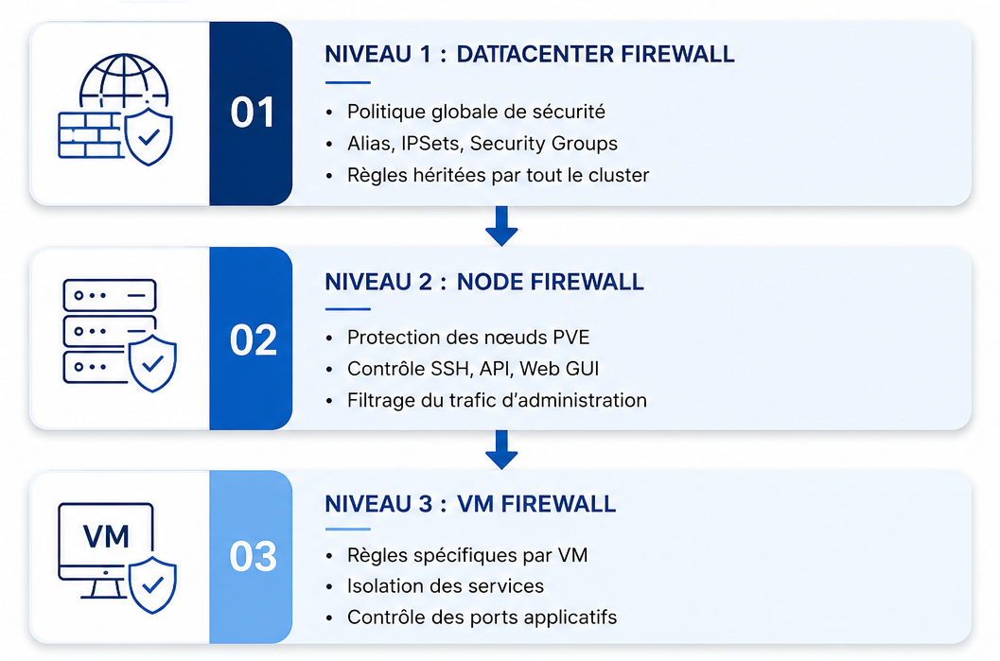 01
NIVEAU 1 : DATTACENTER FIREWALL
• Politique globale de sécurité
• Alias, IPSets, Security Groups
• Règles héritées par tout le cluster
02
NIVEAU 2 : NODE FIREWALL
• Protection des nœuds PVE
• Contrôle SSH, API, Web GUI
• Filtrage du trafic d’administration
VM
03
NIVEAU 3 : VM FIREWALL
• Règles spécifiques par VM
• Isolation des services
• Contrôle des ports applicatifs